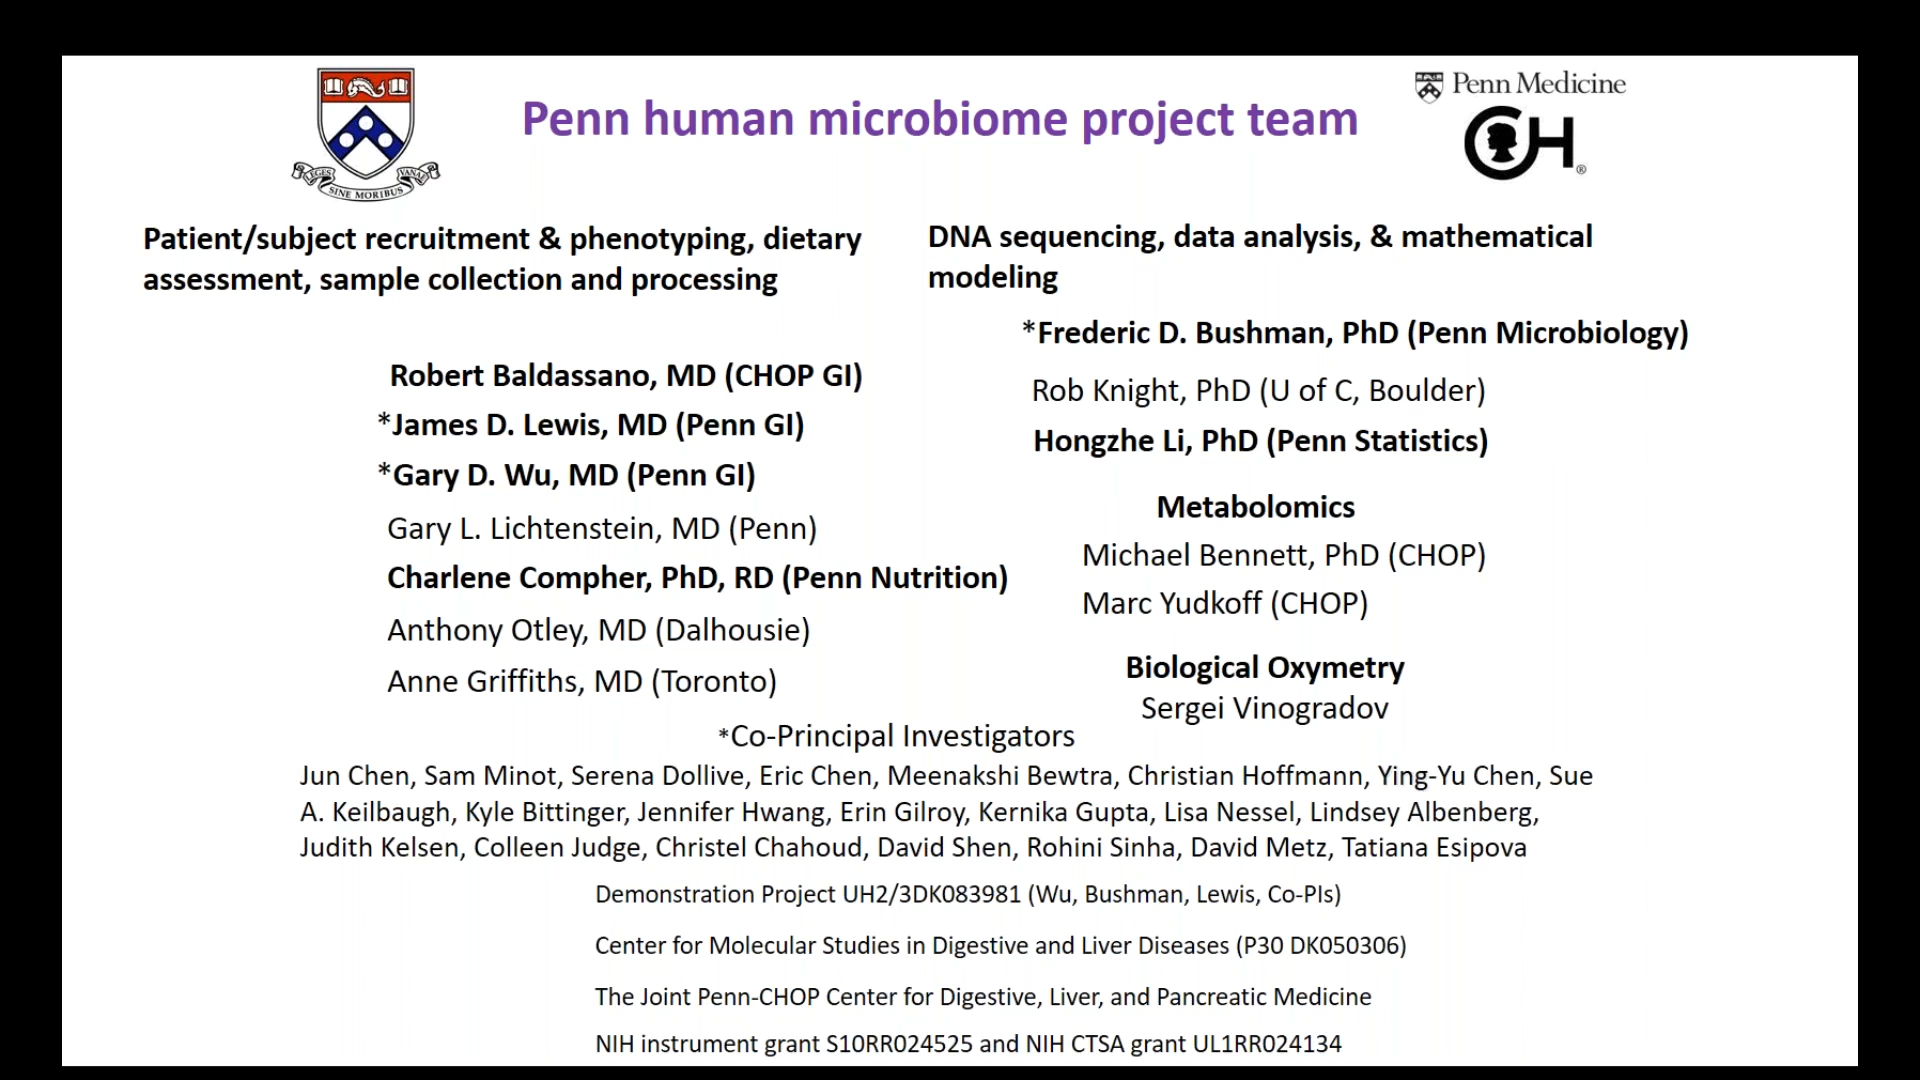 LEGES
SINE MORIBUS
VANAE
Penn human microbiome project team
Penn Medicine
CH®
Patient/subject recruitment & phenotyping, dietary
assessment, sample collection and processing
Robert Baldassano, MD (CHOP GI)
*James D. Lewis, MD (Penn GI)
*Gary D. Wu, MD (Penn GI)
Gary L. Lichtenstein, MD (Penn)
Charlene Compher, PhD, RD (Penn Nutrition)
Anthony Otley, MD (Dalhousie)
Anne Griffiths, MD (Toronto)
DNA sequencing, data analysis, & mathematical
modeling
*Frederic D. Bushman, PhD (Penn Microbiology)
Rob Knight, PhD (U of C, Boulder)
Hongzhe Li, PhD (Penn Statistics)
Metabolomics
Michael Bennett, PhD (CHOP)
Marc Yudkoff (CHOP)
Biological Oxymetry
Sergei Vinogradov
*Co-Principal Investigators
Jun Chen, Sam Minot, Serena Dollive, Eric Chen, Meenakshi Bewtra, Christian Hoffmann, Ying-Yu Chen, Sue
A. Keilbaugh, Kyle Bittinger, Jennifer Hwang, Erin Gilroy, Kernika Gupta, Lisa Nessel, Lindsey Albenberg,
Judith Kelsen, Colleen Judge, Christel Chahoud, David Shen, Rohini Sinha, David Metz, Tatiana Esipova
Demonstration Project UH2/3DK083981 (Wu, Bushman, Lewis, Co-PIs)
Center for Molecular Studies in Digestive and Liver Diseases (P30 DK050306)
The Joint Penn-CHOP Center for Digestive, Liver, and Pancreatic Medicine
NIH instrument grant S10RR024525 and NIH CTSA grant UL1RR024134